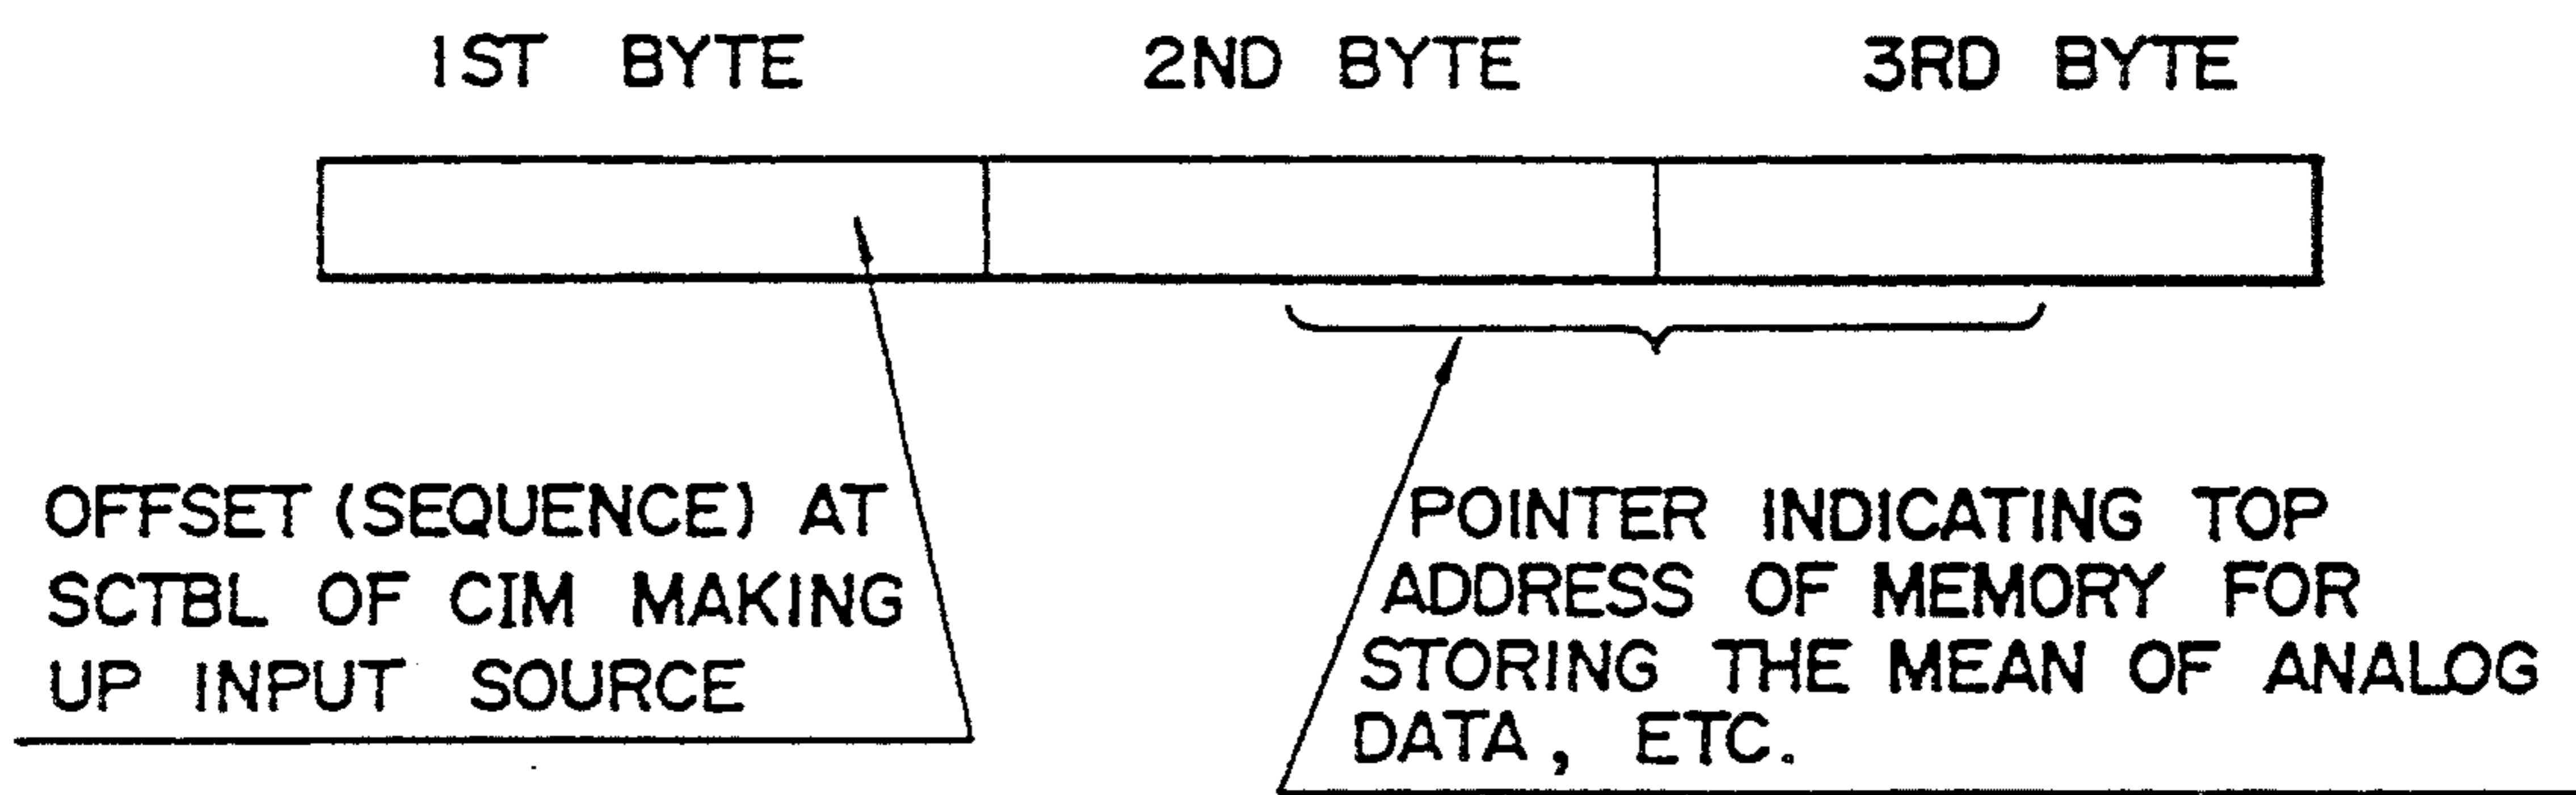 1ST BYTE 2ND BYTE 3RD BYTE
OFFSET (SEQUENCE) AT
SCTBL OF CIM MAKING
UP INPUT SOURCE
POINTER INDICATING TOP
ADDRESS OF MEMORY FOR
STORING THE MEAN OF ANALOG
DATA, ETC.